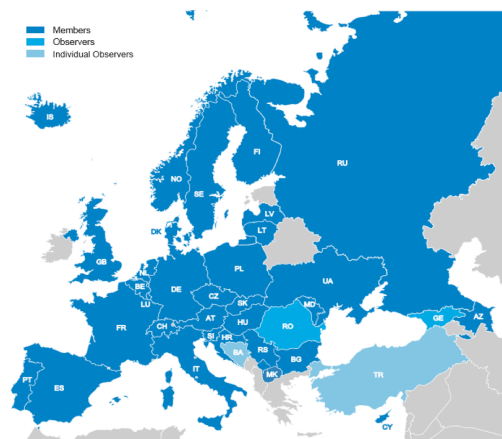 Members
Observers
Individual Observers
IS
RU
FI
NO
SE
LV
DK
LT
GB
NL
BE
PL
DE
UA
LU
CZ
SK
MD
FR
AT
HU
CH
SI
HR
RO
GE
AZ
BA
RS
BG
IT
MK
TR
PT
ES
CY